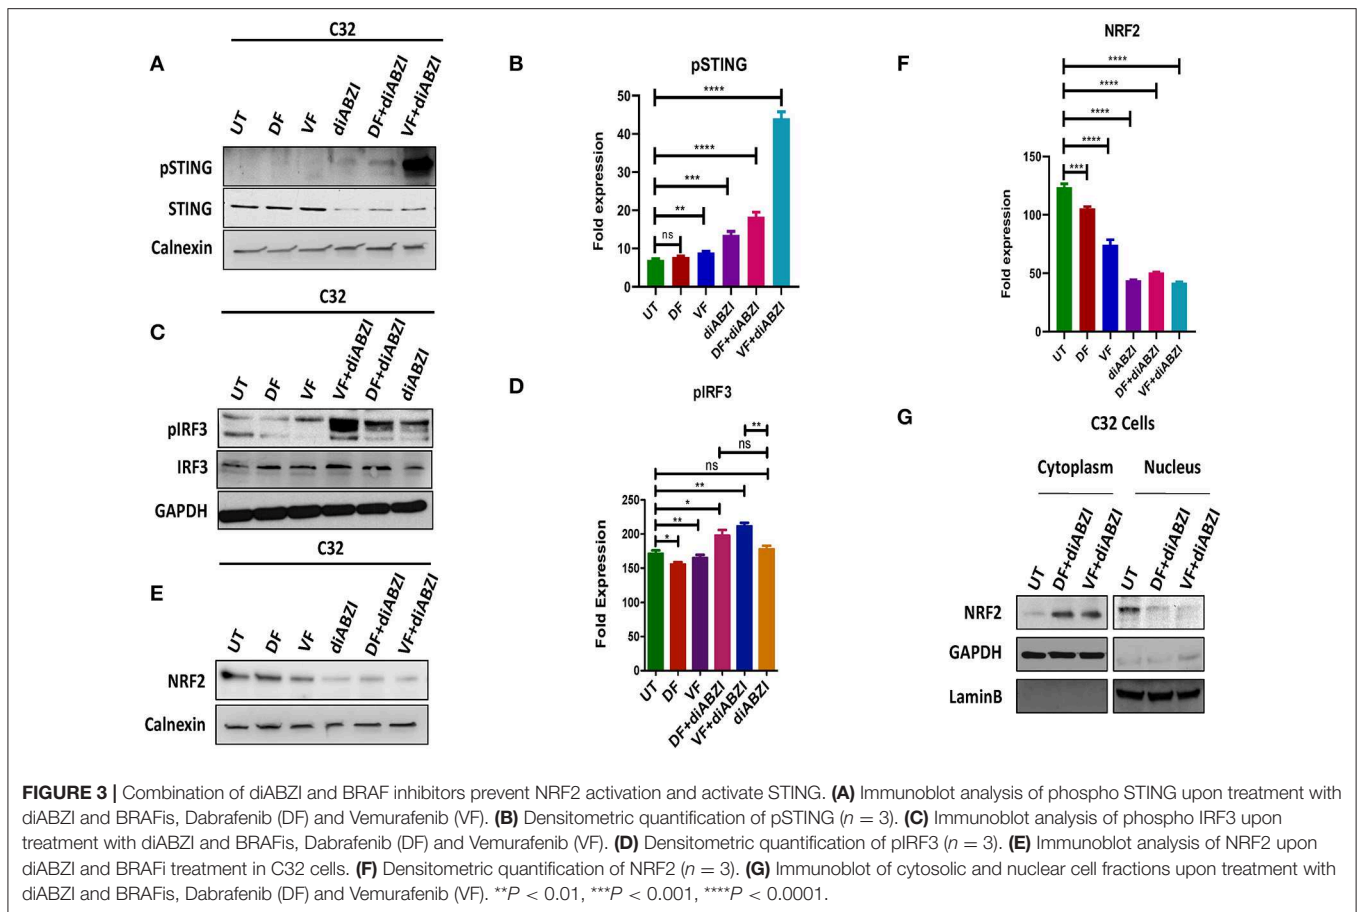 A
C32
UT DF VF diABZI DF+diABZI VF+diABZI
pSTING
STING
Calnexin
B
pSTING
Fold expression
50
40
30
20
10
0
****
****
***
**
ns
UT DF VF diABZI DF+diABZI VF+diABZI
C
C32
UT DF VF VF+diABZI DF+diABZI diABZI
pIRF3
IRF3
GAPDH
D
pIRF3
Fold Expression
250
200
150
100
50
0
**
ns
ns
**
*
**
*
UT DF VF DF+diABZI VF+diABZI diABZI
E
C32
UT DF VF diABZI DF+diABZI VF+diABZI
NRF2
Calnexin
F
NRF2
Fold expression
150
100
50
0
****
****
****
****
***
UT DF VF diABZI DF+diABZI VF+diABZI
G
C32 Cells
Cytoplasm Nucleus
UT DF+diABZI VF+diABZI UT DF+diABZI VF+diABZI
NRF2
GAPDH
LaminB
FIGURE 3 | Combination of diABZI and BRAF inhibitors prevent NRF2 activation and activate STING. (A) Immunoblot analysis of phospho STING upon treatment with
diABZI and BRAFis, Dabrafenib (DF) and Vemurafenib (VF). (B) Densitometric quantification of pSTING (n = 3). (C) Immunoblot analysis of phospho IRF3 upon
treatment with diABZI and BRAFis, Dabrafenib (DF) and Vemurafenib (VF). (D) Densitometric quantification of pIRF3 (n = 3). (E) Immunoblot analysis of NRF2 upon
diABZI and BRAFi treatment in C32 cells. (F) Densitometric quantification of NRF2 (n = 3). (G) Immunoblot of cytosolic and nuclear cell fractions upon treatment with
diABZI and BRAFis, Dabrafenib (DF) and Vemurafenib (VF). **P < 0.01, ***P < 0.001, ****P < 0.0001.